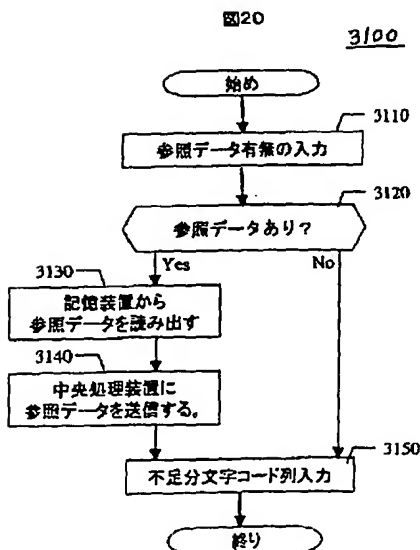 図20
3100
始め
3110
参照データ有無の入力
3120
参照データあり？
Yes
No
3130
記憶装置から
参照データを読み出す
3140
中央処理装置に
参照データを送信する。
3150
不足分文字コード列入力
終り